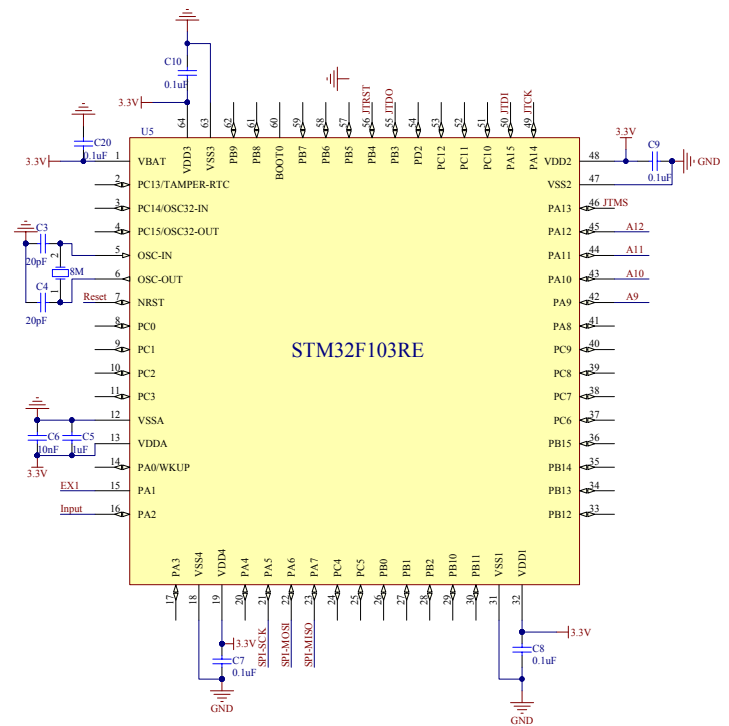 C10
0.1uF
3.3V
64
63
62
61
60
59
58
57
56
JTRST
55
JTDO
54
53
52
51
50
JTDI
49
JTCK
U5
VDD3
VSS3
PB9
PB8
BOOT0
PB7
PB6
PB5
PB4
PB3
PD2
PC12
PC11
PC10
PA15
PA14
C20
0.1uF
3.3V
1 VBAT
2 PC13/TAMPER-RTC
3 PC14/OSC32-IN
4 PC15/OSC32-OUT
C3
20pF
2
8M
1
C4
20pF
5 OSC-IN
6 OSC-OUT
Reset 7 NRST
8 PC0
9 PC1
10 PC2
11 PC3
12 VSSA
C6
10nF
C5
1uF
13 VDDA
3.3V
14 PA0/WKUP
EX1 15 PA1
Input 16 PA2
STM32F103RE
3.3V
C9
0.1uF
GND
VDD2 48
VSS2 47
PA13 46 JTMS
PA12 45 A12
PA11 44 A11
PA10 43 A10
PA9 42 A9
PA8 41
PC9 40
PC8 39
PC7 38
PC6 37
PB15 36
PB14 35
PB13 34
PB12 33
PA3
VSS4
VDD4
PA4
PA5
PA6
PA7
PC4
PC5
PB0
PB1
PB2
PB10
PB11
VSS1
VDD1
17
18
19
20
21
22
23
24
25
26
27
28
29
30
31
32
SPI-SCK
SPI-MOSI
SPI-MISO
3.3V
C7
0.1uF
GND
3.3V
C8
0.1uF
GND